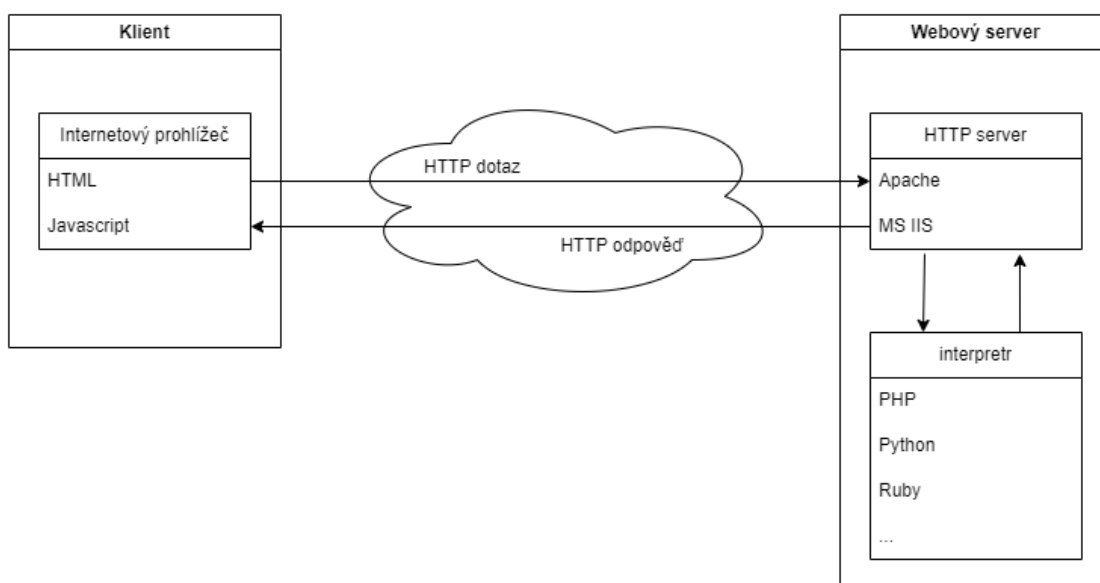 Klient
Internetový prohlížeč
HTML
Javascript
HTTP dotaz
HTTP odpověď
Webový server
HTTP server
Apache
MS IIS
interpretr
PHP
Python
Ruby
...